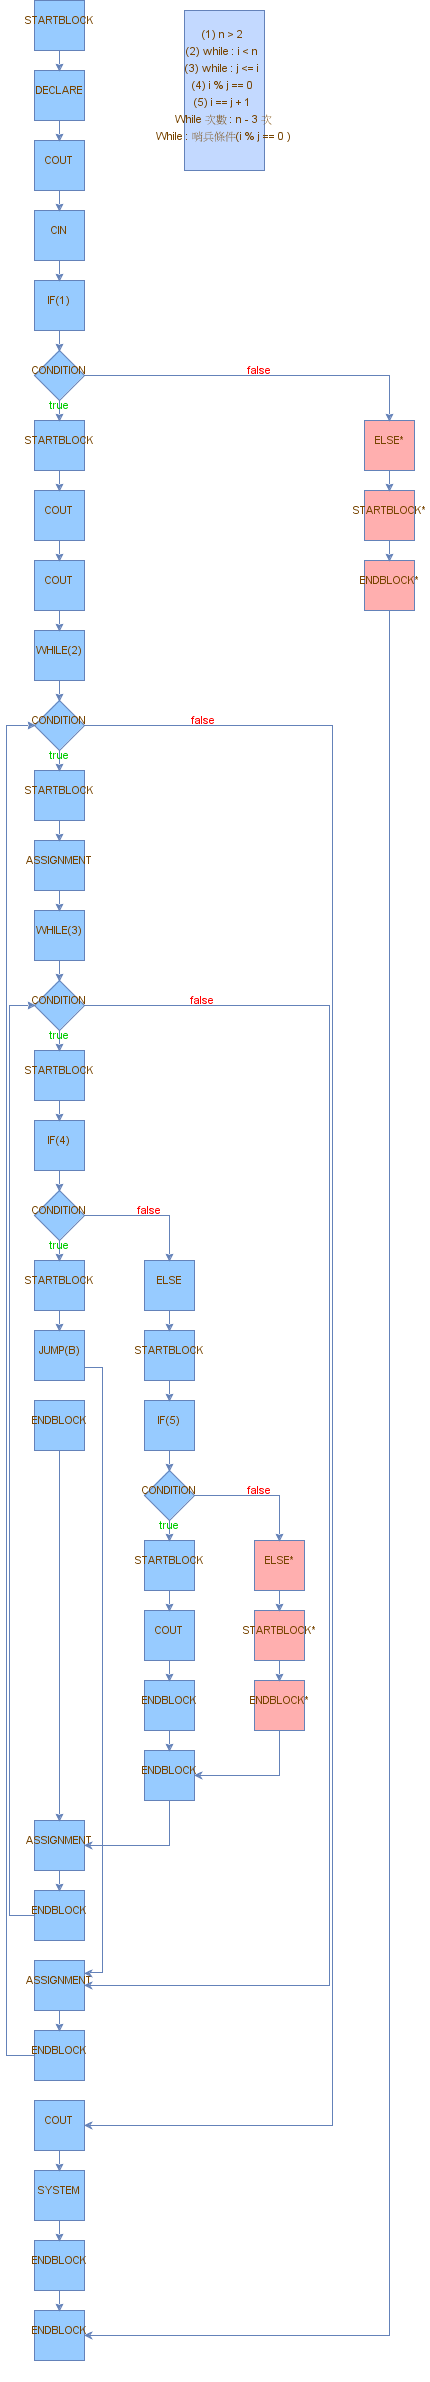 STARTBLOCK
(1) n > 2
(2) while : i < n
(3) while : j <= i
(4) i % j == 0
(5) i == j + 1
While 次數 : n - 3 次
While : 哨兵條件(i % j == 0 )
DECLARE
COUT
CIN
IF(1)
CONDITION
false
true
STARTBLOCK
ELSE*
COUT
STARTBLOCK*
COUT
ENDBLOCK*
WHILE(2)
CONDITION
false
true
STARTBLOCK
ASSIGNMENT
WHILE(3)
CONDITION
false
true
STARTBLOCK
IF(4)
CONDITION
false
true
STARTBLOCK
ELSE
JUMP(B)
STARTBLOCK
ENDBLOCK
IF(5)
CONDITION
false
true
STARTBLOCK
ELSE*
COUT
STARTBLOCK*
ENDBLOCK
ENDBLOCK*
ENDBLOCK
ASSIGNMENT
ENDBLOCK
ASSIGNMENT
ENDBLOCK
COUT
SYSTEM
ENDBLOCK
ENDBLOCK